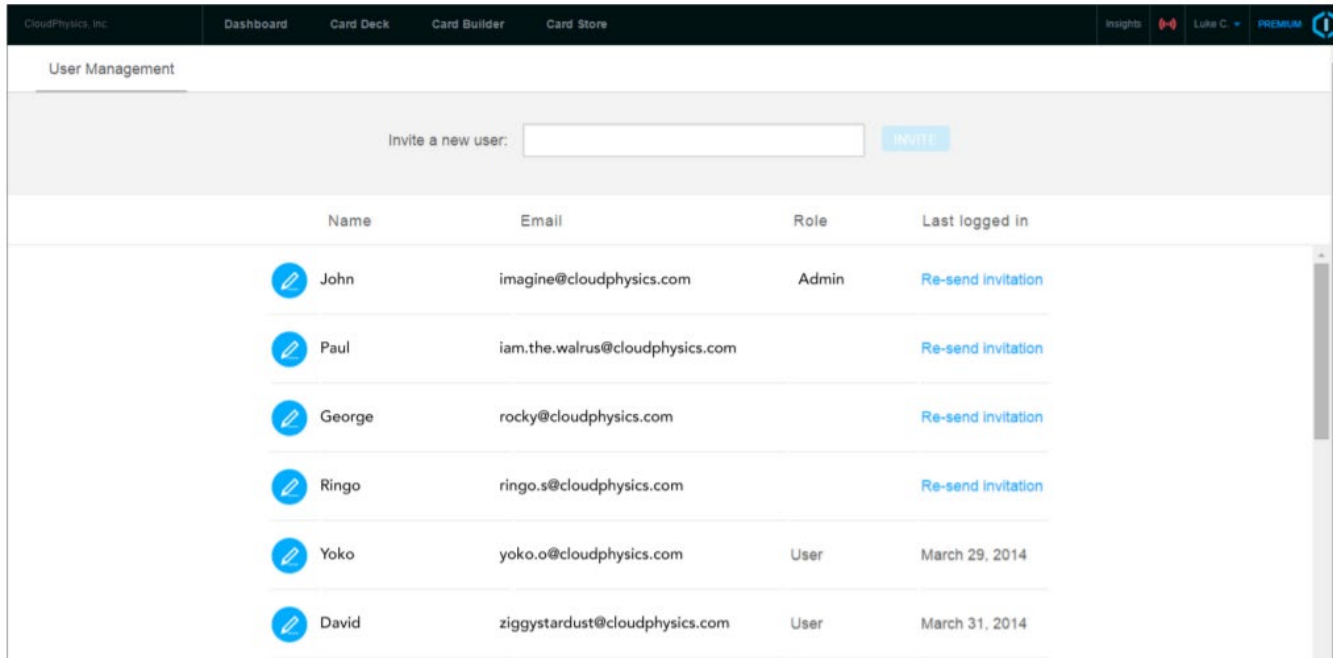 CloudPhysics, Inc. Dashboard Card Deck Card Builder Card Store Insights Luke C. PREMIUM
User Management
Invite a new user: INVITE
Name Email Role Last logged in
John imagine@cloudphysics.com Admin Re-send invitation
Paul iam.the.walrus@cloudphysics.com Re-send invitation
George rocky@cloudphysics.com Re-send invitation
Ringo ringo.s@cloudphysics.com Re-send invitation
Yoko yoko.o@cloudphysics.com User March 29, 2014
David ziggystardust@cloudphysics.com User March 31, 2014